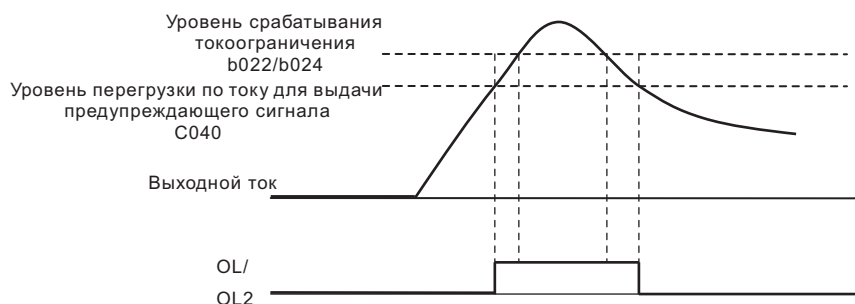 Уровень срабатывания
токоограничения
b022/b024
Уровень перегрузки по току для выдачи
предупреждающего сигнала
C040
Выходной ток
OL/
OL2